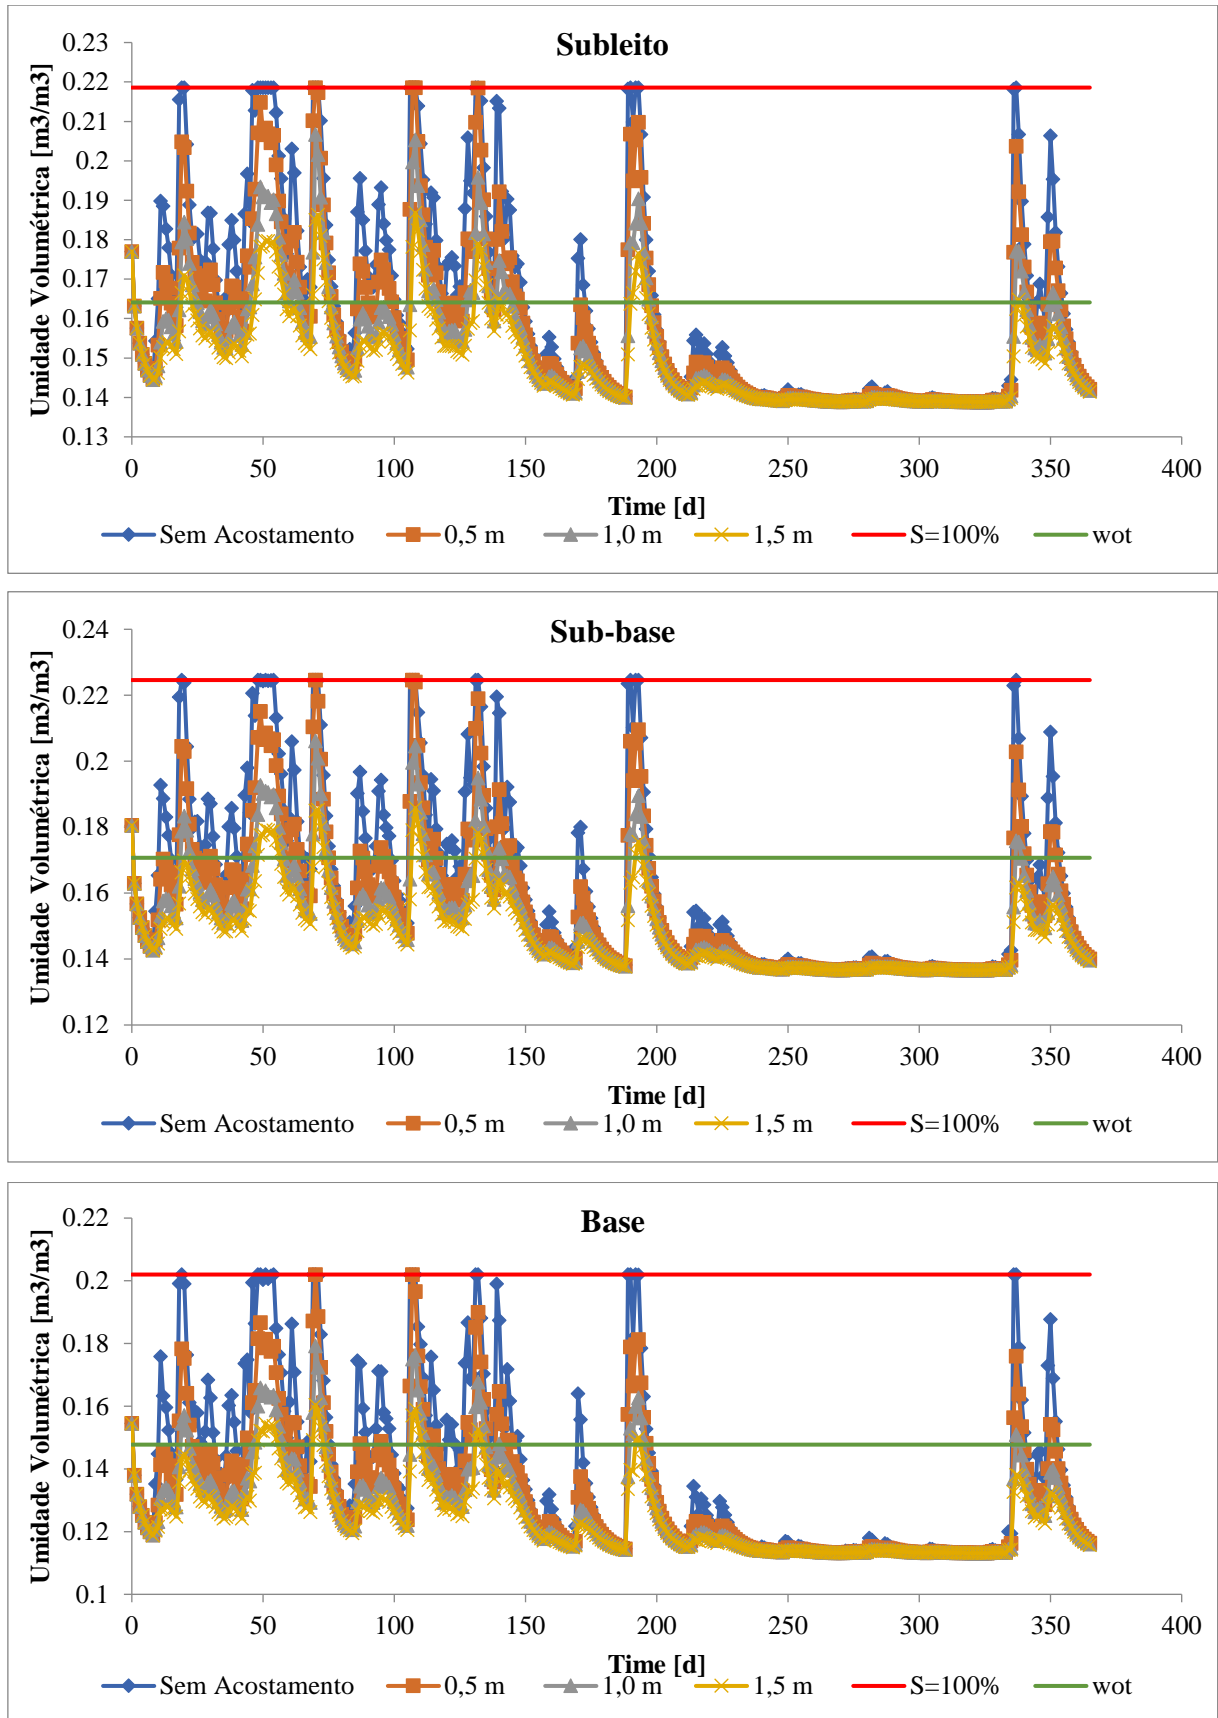 Subleito
Umidade Volumétrica [m3/m3]
0.23
0.22
0.21
0.2
0.19
0.18
0.17
0.16
0.15
0.14
0.13
0 50 100 150 200 250 300 350 400
Time [d]
Sem Acostamento 0,5 m 1,0 m 1,5 m S=100% wot
Sub-base
Umidade Volumétrica [m3/m3]
0.24
0.22
0.2
0.18
0.16
0.14
0.12
0 50 100 150 200 250 300 350 400
Time [d]
Sem Acostamento 0,5 m 1,0 m 1,5 m S=100% wot
Base
Umidade Volumétrica [m3/m3]
0.22
0.2
0.18
0.16
0.14
0.12
0.1
0 50 100 150 200 250 300 350 400
Time [d]
Sem Acostamento 0,5 m 1,0 m 1,5 m S=100% wot